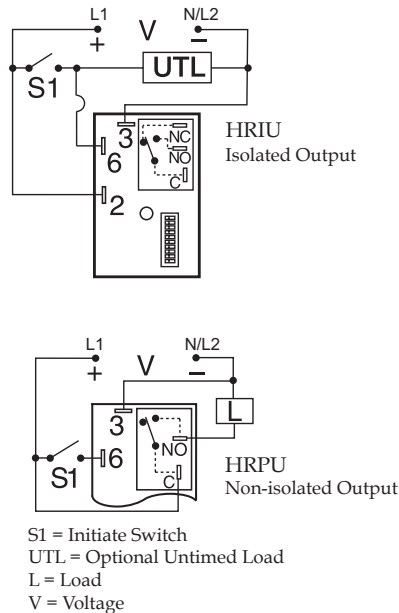 L1 V N/L2
+ −
S1 UTL
3 NC
6 NO
C
2
HRIU
Isolated Output
L1 V N/L2
+ −
3 L
S1 6 NO
C
HRPU
Non-isolated Output
S1 = Initiate Switch
UTL = Optional Untimed Load
L = Load
V = Voltage